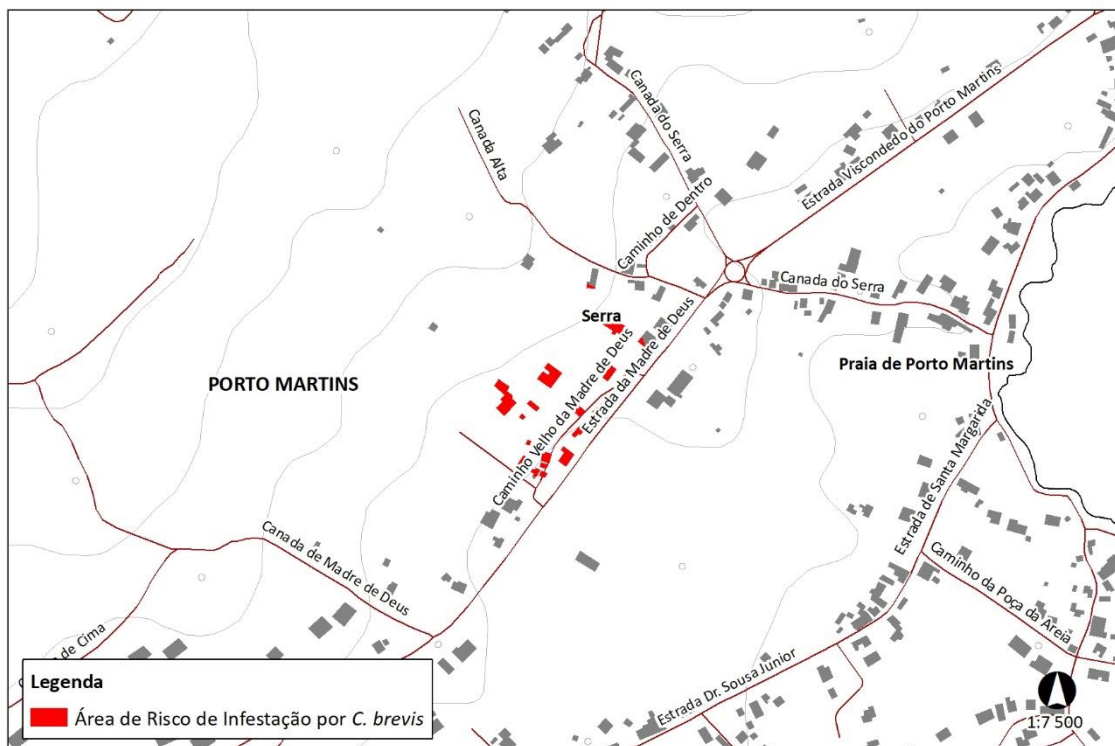 Canada do Serra
Estrada Viscondedo do Porto Martins
Canada Alta
Caminho de Dentro
Canada do Serra
Serra
Estrada da Madre de Deus
Caminho Velho da Madre de Deus
PORTO MARTINS
Praia de Porto Martins
Estrada de Santa Margarida
Caminho da Poça da Areia
Canada de Madre de Deus
de Cima
Estrada Dr. Sousa Júnior
Legenda
Área de Risco de Infestação por C. brevis
1:7 500